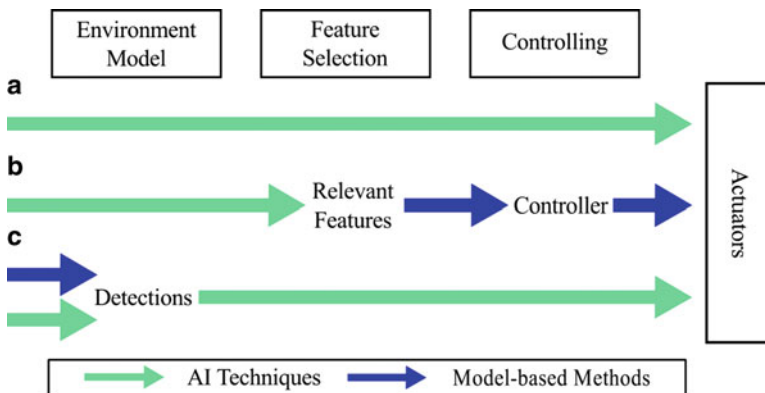 Environment
Model
Feature
Selection
Controlling
a
b
Relevant
Features
Controller
c
Detections
Actuators
AI Techniques
Model-based Methods